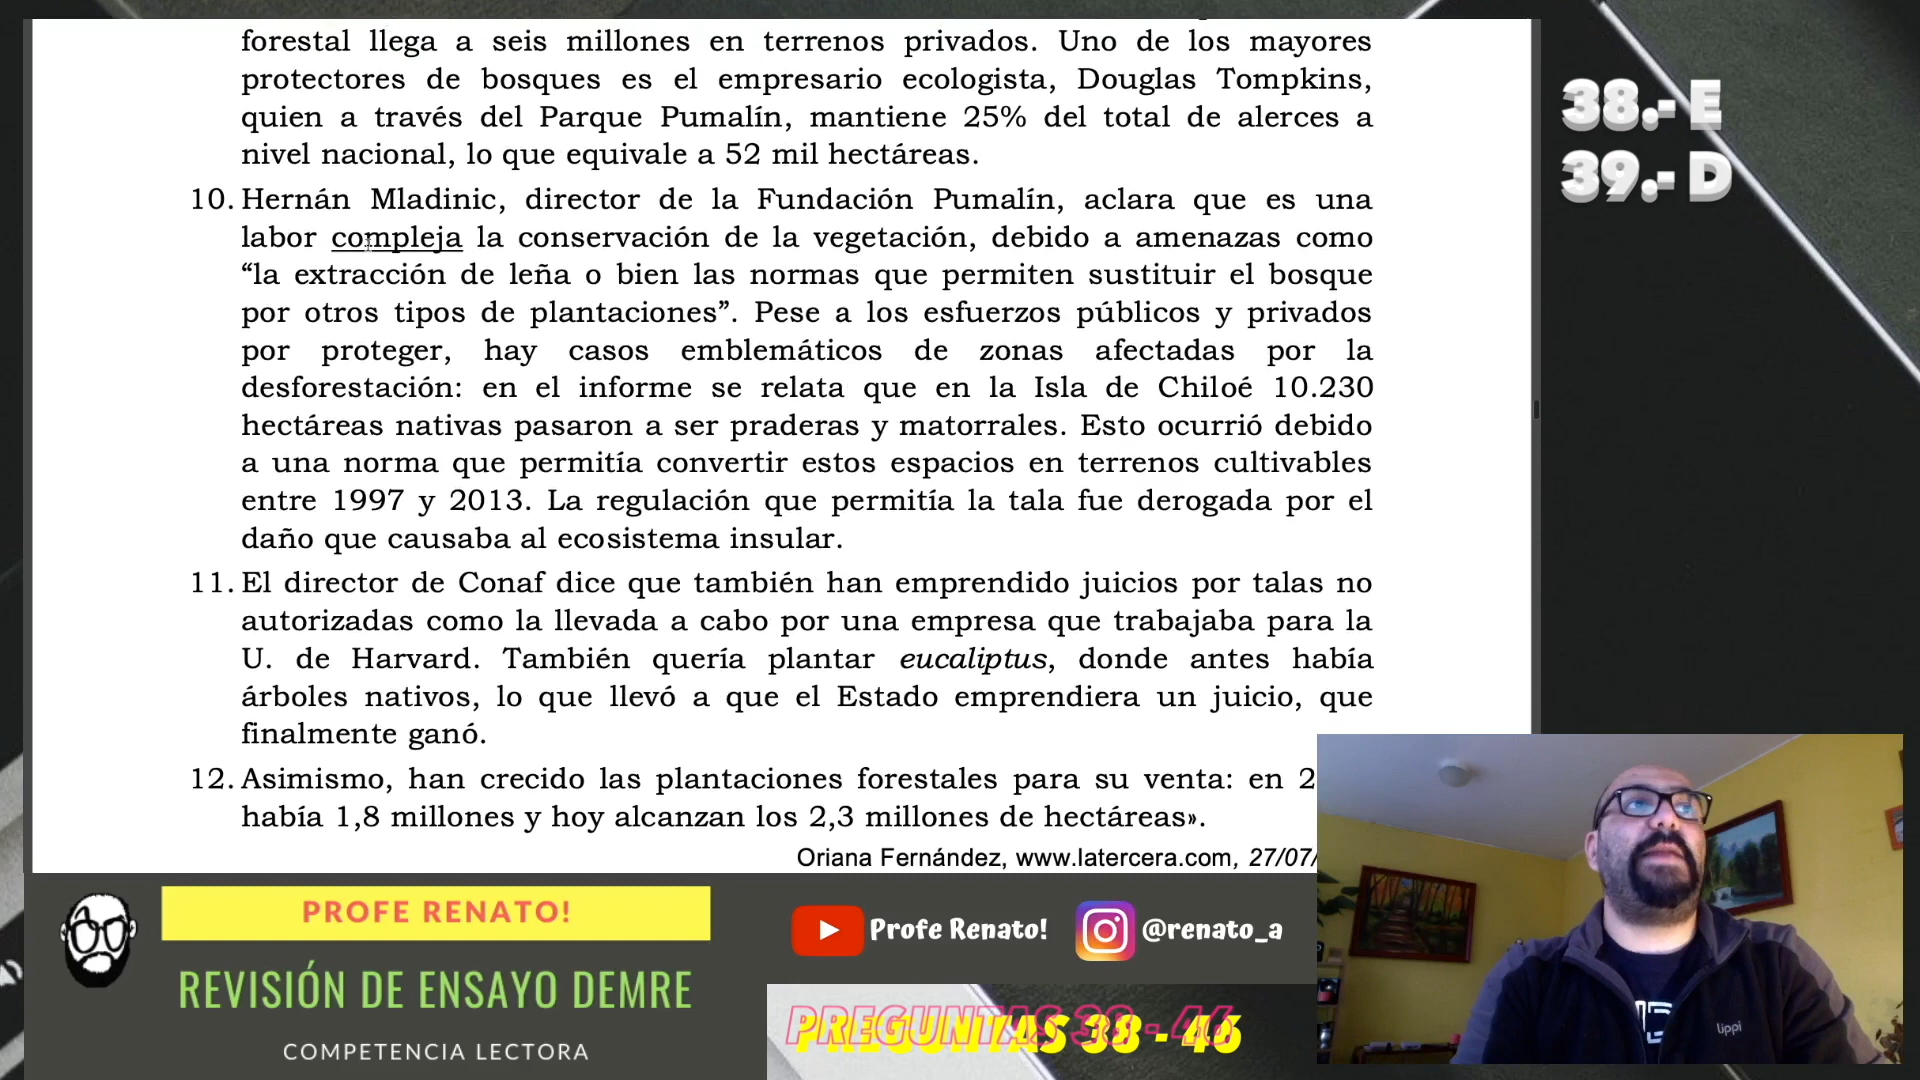 forestal llega a seis millones en terrenos privados. Uno de los mayores
protectores de bosques es el empresario ecologista, Douglas Tompkins,
quien a través del Parque Pumalín, mantiene 25% del total de alerces a
nivel nacional, lo que equivale a 52 mil hectáreas.
10. Hernán Mladinic, director de la Fundación Pumalín, aclara que es una
labor compleja la conservación de la vegetación, debido a amenazas como
“la extracción de leña o bien las normas que permiten sustituir el bosque
por otros tipos de plantaciones”. Pese a los esfuerzos públicos y privados
por proteger, hay casos emblemáticos de zonas afectadas por la
desforestación: en el informe se relata que en la Isla de Chiloé 10.230
hectáreas nativas pasaron a ser praderas y matorrales. Esto ocurrió debido
a una norma que permitía convertir estos espacios en terrenos cultivables
entre 1997 y 2013. La regulación que permitía la tala fue derogada por el
daño que causaba al ecosistema insular.
11. El director de Conaf dice que también han emprendido juicios por talas no
autorizadas como la llevada a cabo por una empresa que trabajaba para la
U. de Harvard. También quería plantar eucaliptus, donde antes había
árboles nativos, lo que llevó a que el Estado emprendiera un juicio, que
finalmente ganó.
12. Asimismo, han crecido las plantaciones forestales para su venta: en 2
había 1,8 millones y hoy alcanzan los 2,3 millones de hectáreas».
Oriana Fernández, www.latercera.com, 27/07/
38.- E
39.- D
PROFE RENATO!
REVISIÓN DE ENSAYO DEMRE
COMPETENCIA LECTORA
Profe Renato!
@renato_a
PREGUNTAS 38 - 46
lippi